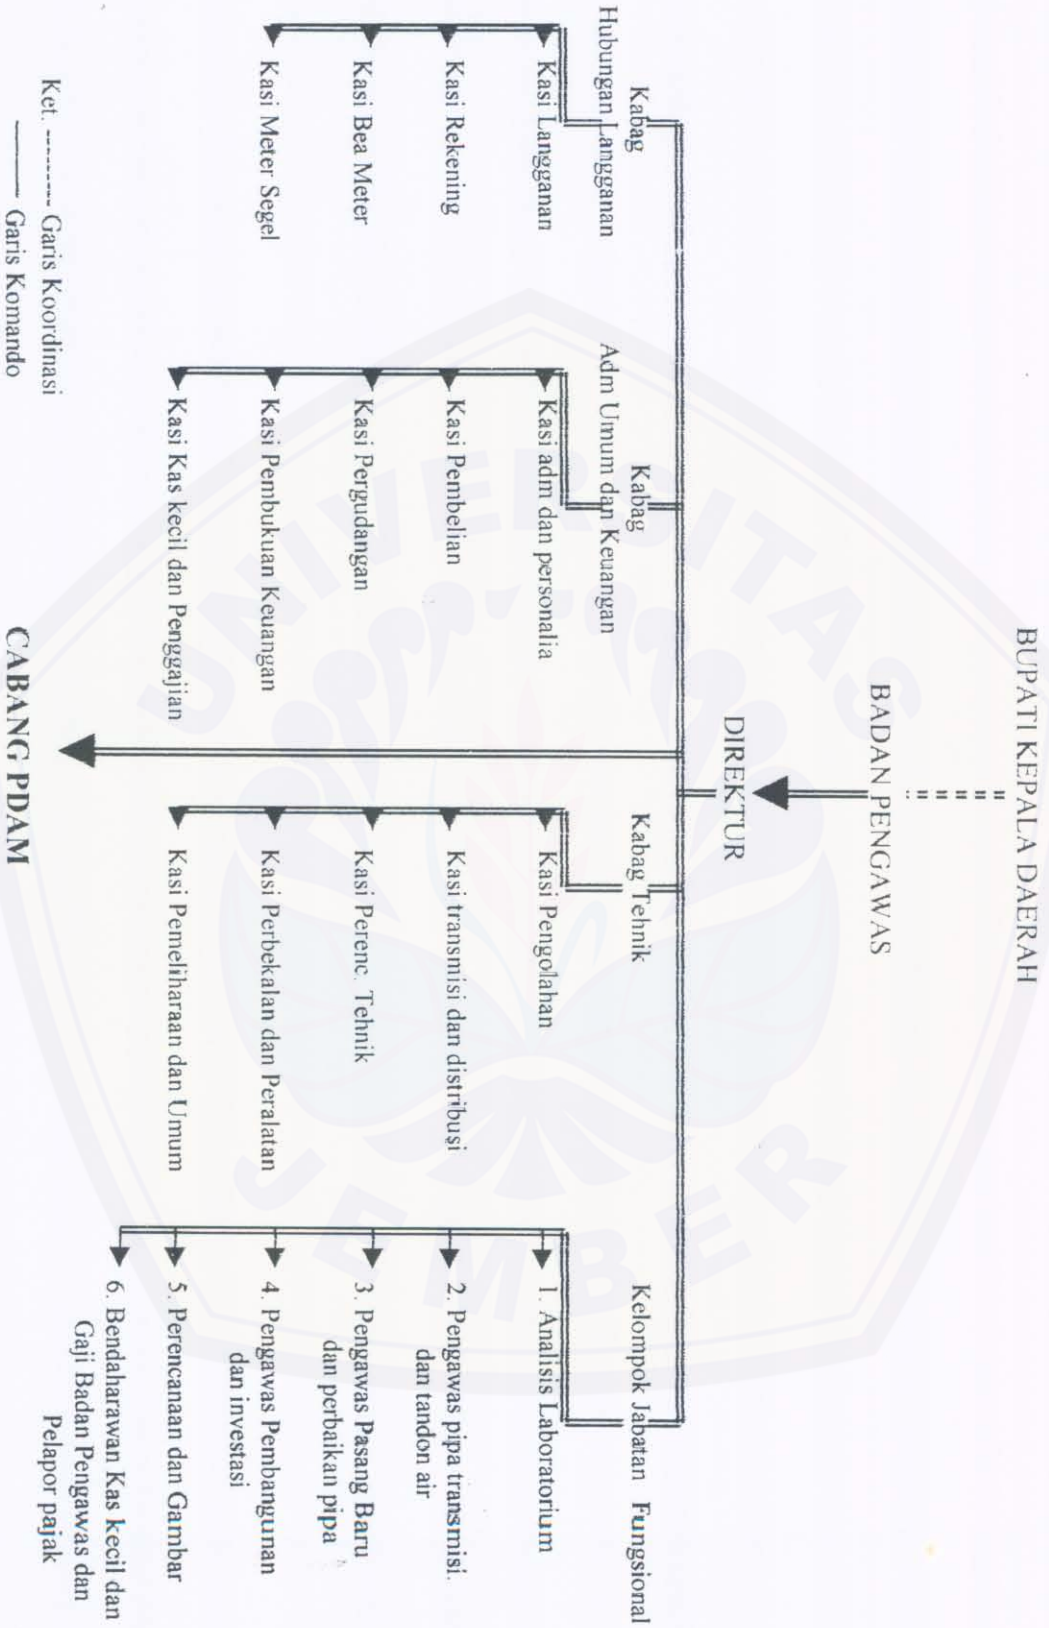 BUPATI KEPALA DAERAH
BADAN PENGAWAS
DIREKTUR
Kabag
Hubungan Langganan
Kasi Langganan
Kasi Rekening
Kasi Bea Meter
Kasi Meter Segel
Kabag
Adm Umum dan Keuangan
Kasi adm dan personalia
Kasi Pembelian
Kasi Pergudangan
Kasi Pembukuan Keuangan
Kasi Kas kecil dan Penggajian
Kabag Tehnik
Kasi Pengolahan
Kasi transmisi dan distribusi
Kasi Perenc. Tehnik
Kasi Perbekalan dan Peralatan
Kasi Pemeliharaan dan Umum
Kelompok Jabatan Fungsional
1. Analisis Laboratorium
2. Pengawas pipa transmisi.
dan tandon air
3. Pengawas Pasang Baru
dan perbaikan pipa
4. Pengawas Pembangunan
dan investasi
5. Perencanaan dan Gambar
6. Bendaharawan Kas kecil dan
Gaji Badan Pengawas dan
Pelapor pajak
CABANG PDAM
Ket. --------- Garis Koordinasi
——— Garis Komando
UNIVERSITAS
JEMBER